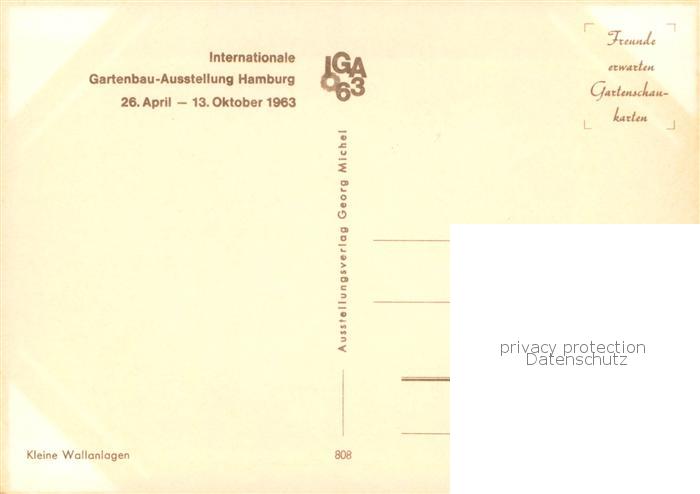 Internationale
Gartenbau-Ausstellung Hamburg
26. April — 13. Oktober 1963
IGA
63
Freunde
erwarten
Gartenschau-
karten
Ausstellungsverlag Georg Michel
privacy protection
Datenschutz
Kleine Wallanlagen
808